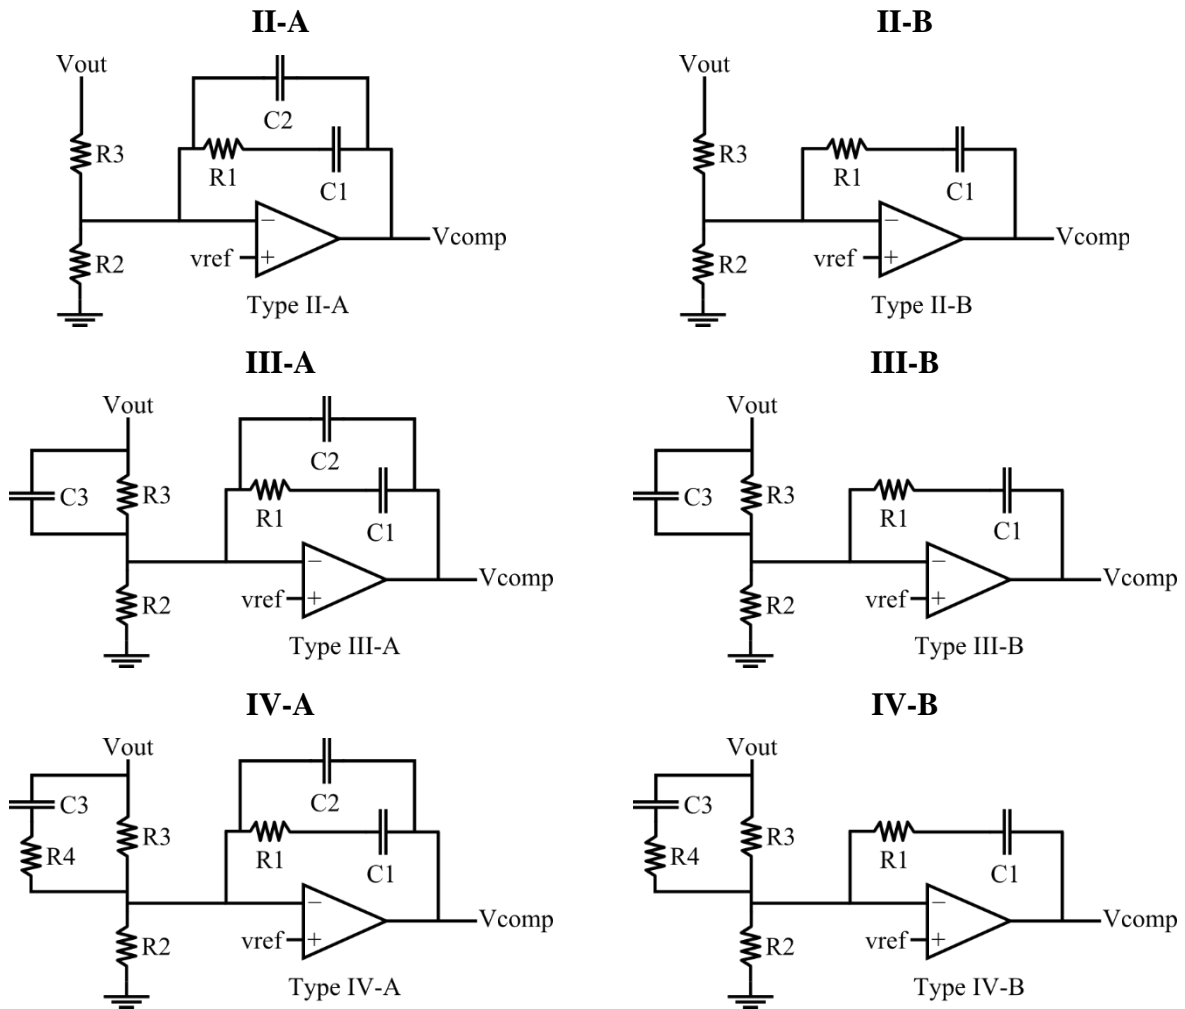 II-A
Vout
C2
R3
R1
C1
R2
vref
Vcomp
Type II-A
II-B
Vout
R3
R1
C1
R2
vref
Vcomp
Type II-B
III-A
Vout
C2
C3
R3
R1
C1
R2
vref
Vcomp
Type III-A
III-B
Vout
C3
R3
R1
C1
R2
vref
Vcomp
Type III-B
IV-A
Vout
C2
C3
R3
R4
R1
C1
R2
vref
Vcomp
Type IV-A
IV-B
Vout
C3
R3
R4
R1
C1
R2
vref
Vcomp
Type IV-B